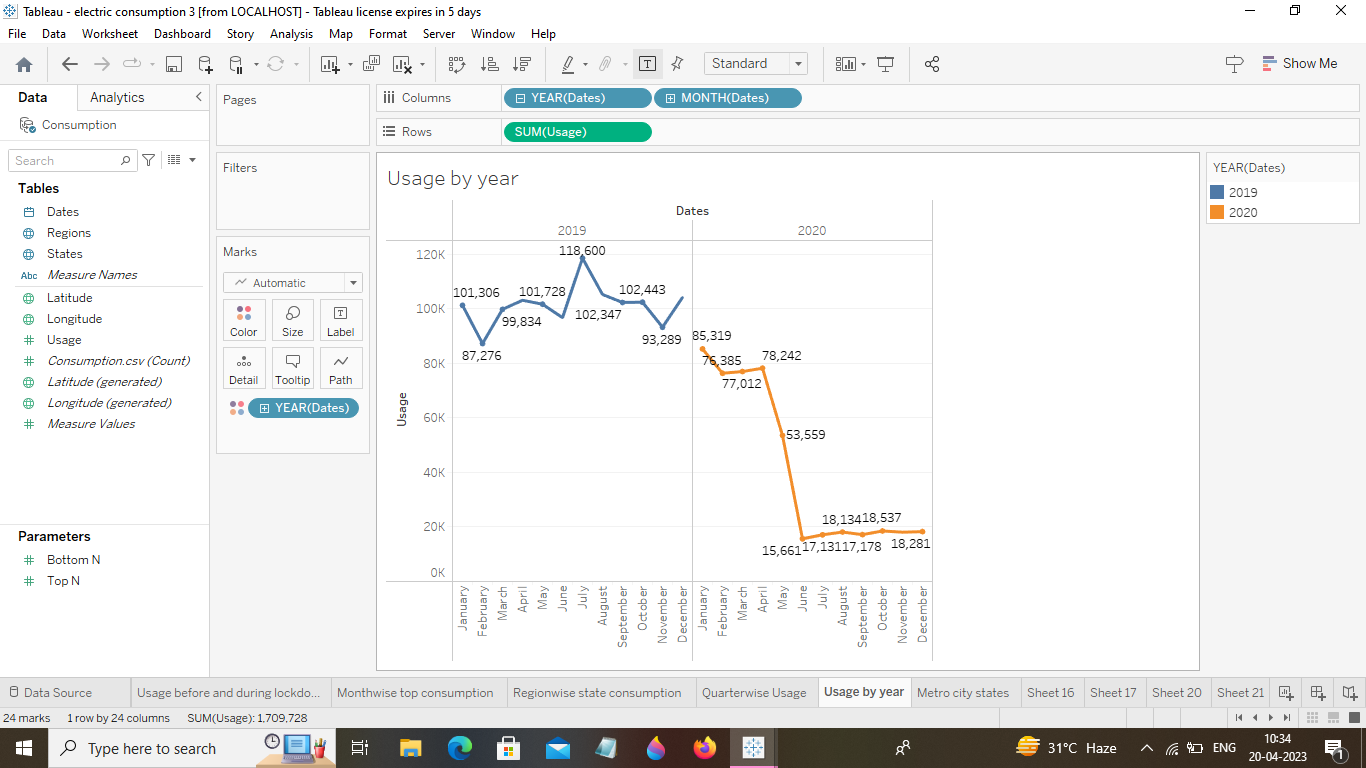 Tableau - electric consumption 3 [from LOCALHOST] - Tableau license expires in 5 days
File Data Worksheet Dashboard Story Analysis Map Format Server Window Help
Standard
Show Me
Data Analytics
Consumption
Search
Tables
Dates
Regions
States
Abc Measure Names
Latitude
Longitude
Usage
Consumption.csv (Count)
Latitude (generated)
Longitude (generated)
Measure Values
Parameters
Bottom N
Top N
Pages
Filters
Marks
Automatic
Color Size Label
Detail Tooltip Path
YEAR(Dates)
Columns YEAR(Dates) MONTH(Dates)
Rows SUM(Usage)
Usage by year
Dates
2019 2020
Usage
120K
100K
80K
60K
40K
20K
0K
118,600
101,306 101,728 102,443
99,834 102,347
93,289
87,276
85,319
76,385 78,242
77,012
53,559
18,134 18,537
15,661 17,131 17,178 18,281
January February March April May June July August September October November December
January February March April May June July August September October November December
YEAR(Dates)
2019
2020
Data Source Usage before and during lockdo... Monthwise top consumption Regionwise state consumption Quarterwise Usage Usage by year Metro city states Sheet 16 Sheet 17 Sheet 20 Sheet 21
24 marks 1 row by 24 columns SUM(Usage): 1,709,728
Type here to search
31°C Haze
ENG
10:34
20-04-2023
1